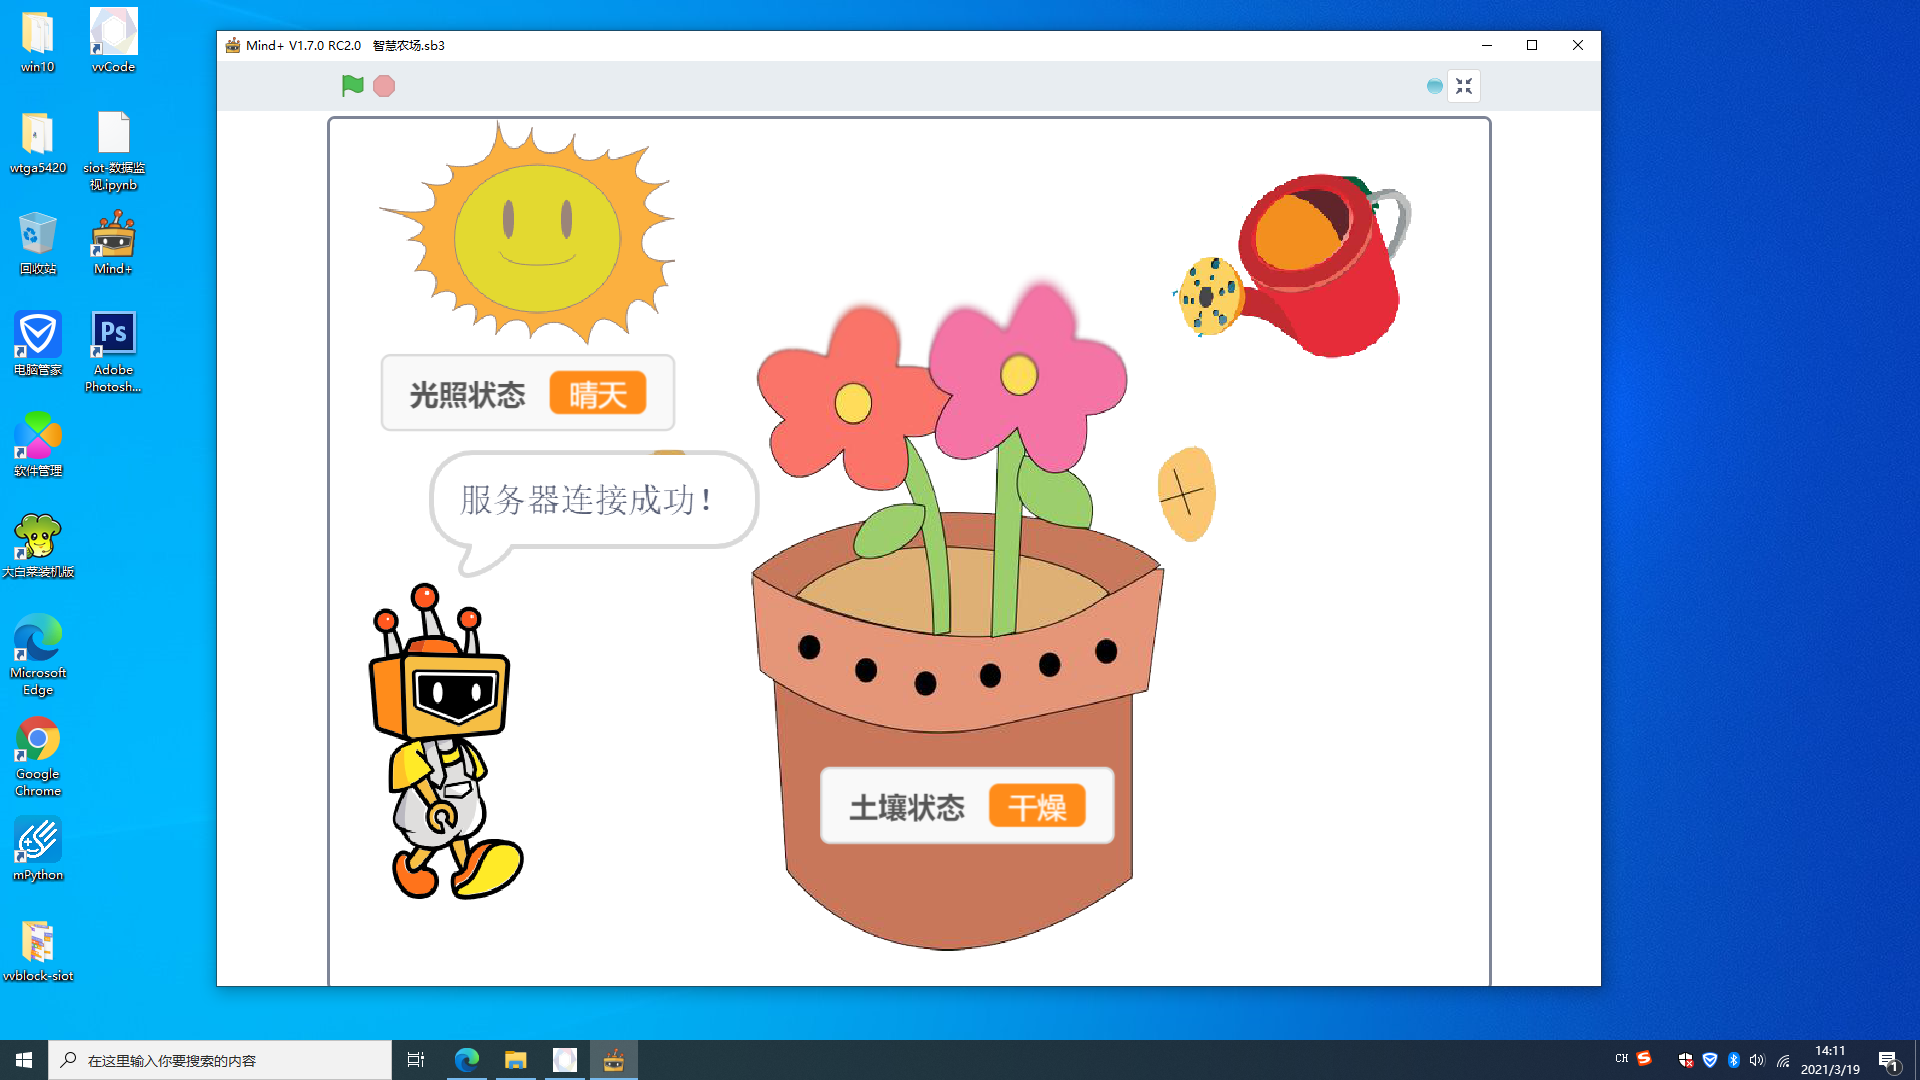 Mind+ V1.7.0 RC2.0 智慧农场.sb3
win10
vvCode
wtga5420
siot-数据监
视.ipynb
回收站
Mind+
电脑管家
Ps
Adobe
Photosh...
软件管理
大白菜装机版
Microsoft
Edge
Google
Chrome
mPython
vvblock-siot
光照状态 晴天
服务器连接成功!
土壤状态 干燥
在这里输入你要搜索的内容
CH
14:11
2021/3/19
1